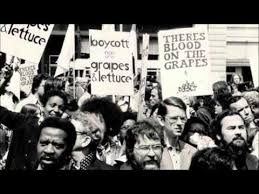 grapes
& lettuce
boycott
grapes
& lettuce
THERES
BLOOD
ON THE
GRAPES